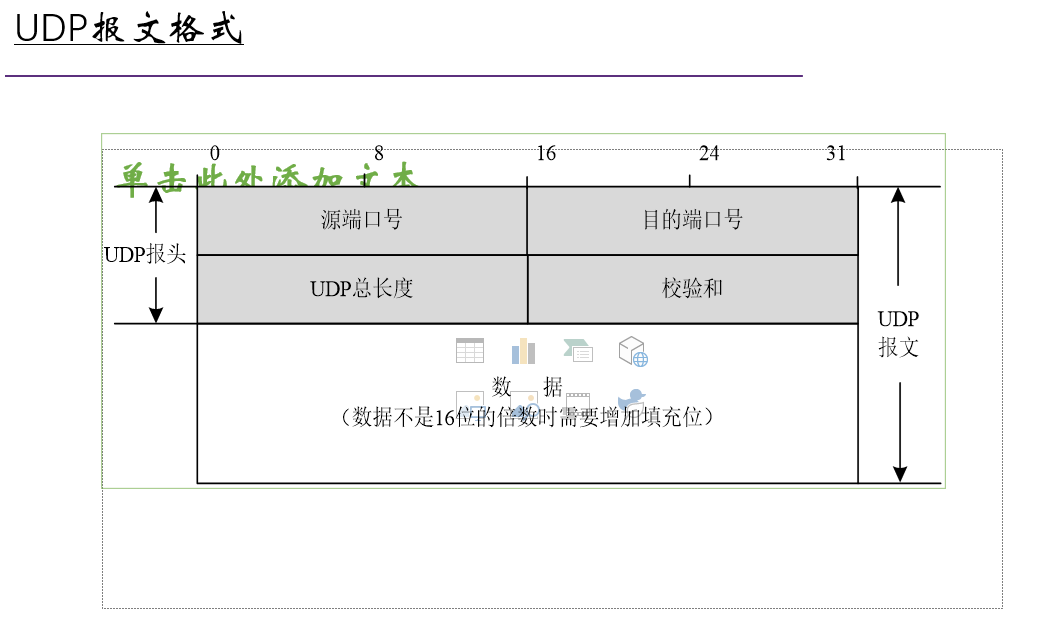 UDP报文格式
0 8 16 24 31
单击此处添加文本
源端口号 目的端口号
UDP报头
UDP总长度 校验和
UDP
报文
数 据
（数据不是16位的倍数时需要增加填充位）